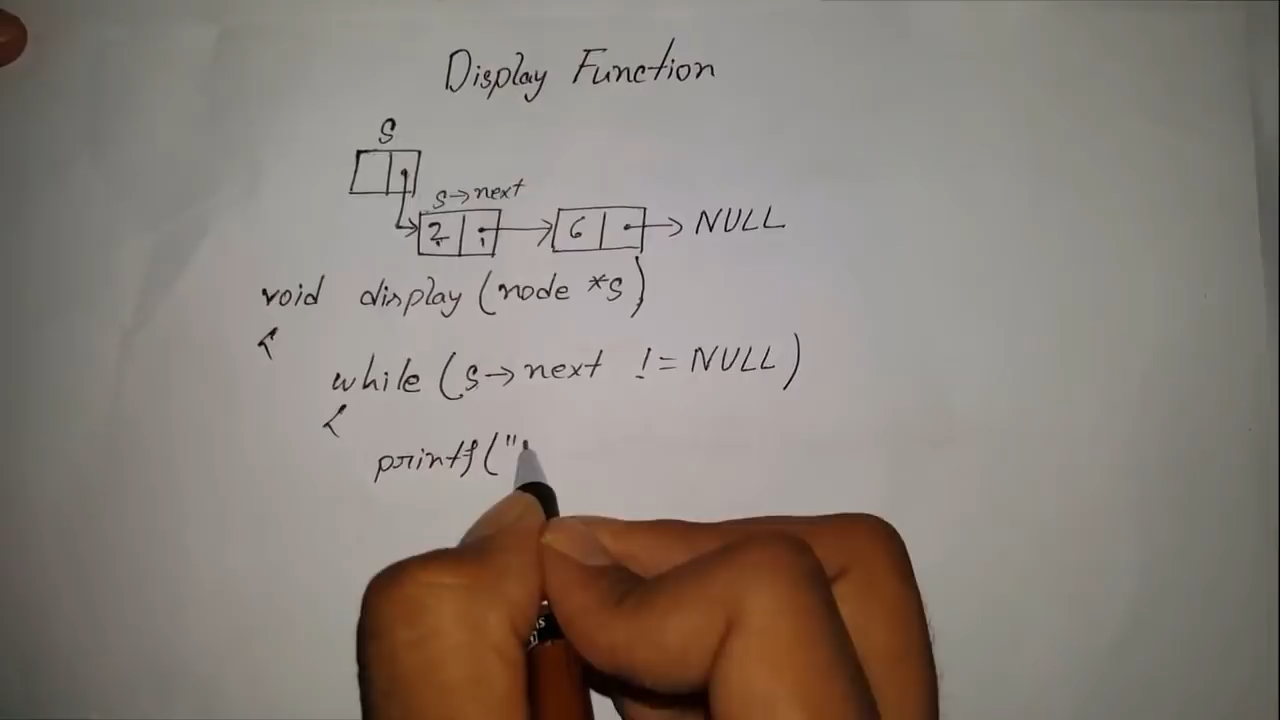 Display Function
S
s→next
2 6 NULL
void display (node *s)
{
while (s→next != NULL)
{
printf ("